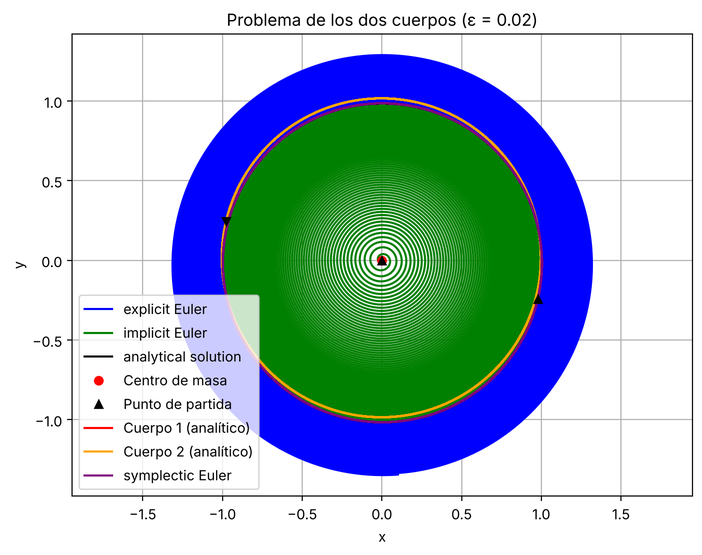 Problema de los dos cuerpos (ε = 0.02)
y
1.0
0.5
0.0
−0.5
−1.0
explicit Euler
implicit Euler
analytical solution
Centro de masa
Punto de partida
Cuerpo 1 (analítico)
Cuerpo 2 (analítico)
symplectic Euler
−1.5 −1.0 −0.5 0.0 0.5 1.0 1.5
x